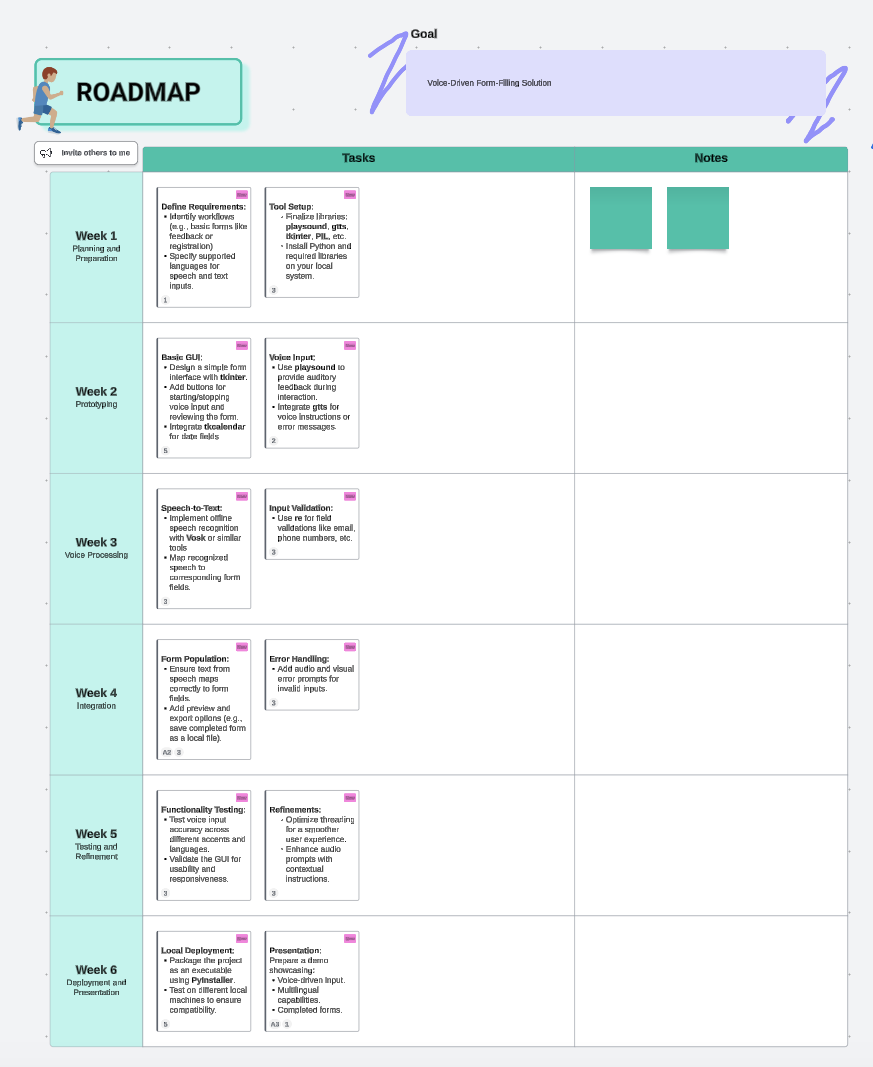 Goal
ROADMAP
Voice-Driven Form-Filling Solution
Invite others to me
Tasks
Notes
Week 1
Planning and
Preparation
Define Requirements:
• Identify workflows
(e.g., basic forms like
feedback or
registration)
• Specify supported
languages for
speech and text
inputs.
1
Tool Setup:
• Finalize libraries:
playsound, gtts,
tkinter, PIL, etc.
• Install Python and
required libraries
on your local
system.
3
Week 2
Prototyping
Basic GUI:
• Design a simple form
interface with tkinter.
• Add buttons for
starting/stopping
voice input and
reviewing the form.
• Integrate tkcalendar
for date fields
5
Voice Input:
• Use playsound to
provide auditory
feedback during
interaction.
• Integrate gtts for
voice instructions or
error messages.
2
Week 3
Voice Processing
Speech-to-Text:
• Implement offline
speech recognition
with Vosk or similar
tools
• Map recognized
speech to
corresponding form
fields.
3
Input Validation:
• Use re for field
validations like email,
phone numbers, etc.
3
Week 4
Integration
Form Population:
• Ensure text from
speech maps
correctly to form
fields.
• Add preview and
export options (e.g.,
save completed form
as a local file).
A2 3
Error Handling:
• Add audio and visual
error prompts for
invalid inputs.
3
Week 5
Testing and
Refinement
Functionality Testing:
• Test voice input
accuracy across
different accents and
languages.
• Validate the GUI for
usability and
responsiveness.
3
Refinements:
• Optimize threading
for a smoother
user experience.
• Enhance audio
prompts with
contextual
instructions.
3
Week 6
Deployment and
Presentation
Local Deployment:
• Package the project
as an executable
using PyInstaller.
• Test on different local
machines to ensure
compatibility.
5
Presentation:
Prepare a demo
showcasing:
• Voice-driven input.
• Multilingual
capabilities.
• Completed forms.
A3 1